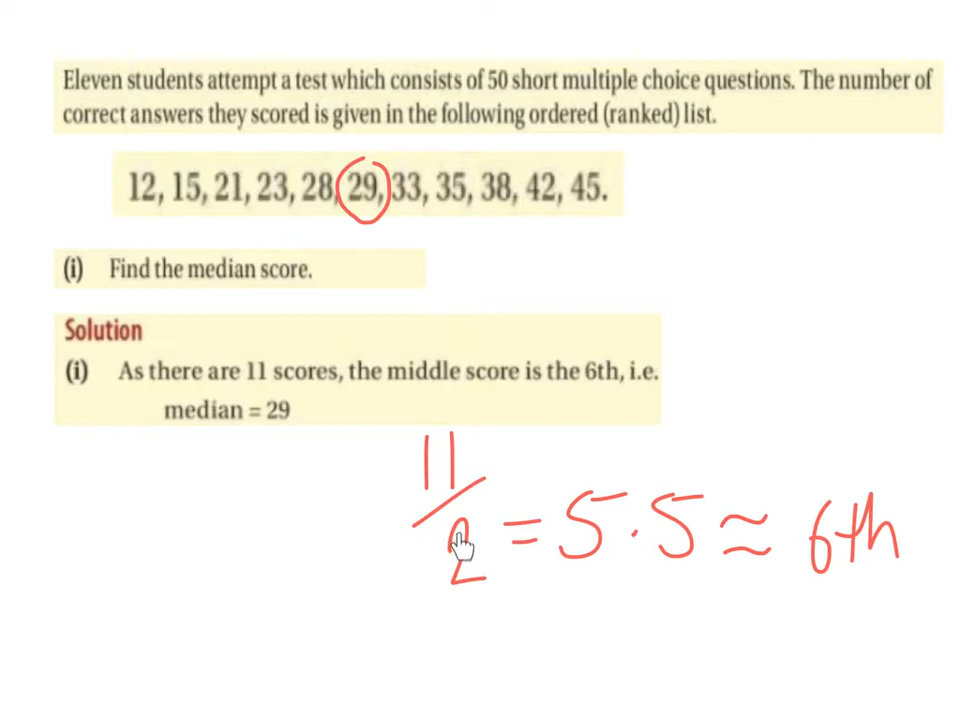 Eleven students attempt a test which consists of 50 short multiple choice questions. The number of
correct answers they scored is given in the following ordered (ranked) list.
12, 15, 21, 23, 28, 29, 33, 35, 38, 42, 45.
(i) Find the median score.
Solution
(i) As there are 11 scores, the middle score is the 6th, i.e.
median = 29
11/2 = 5.5 ≈ 6th